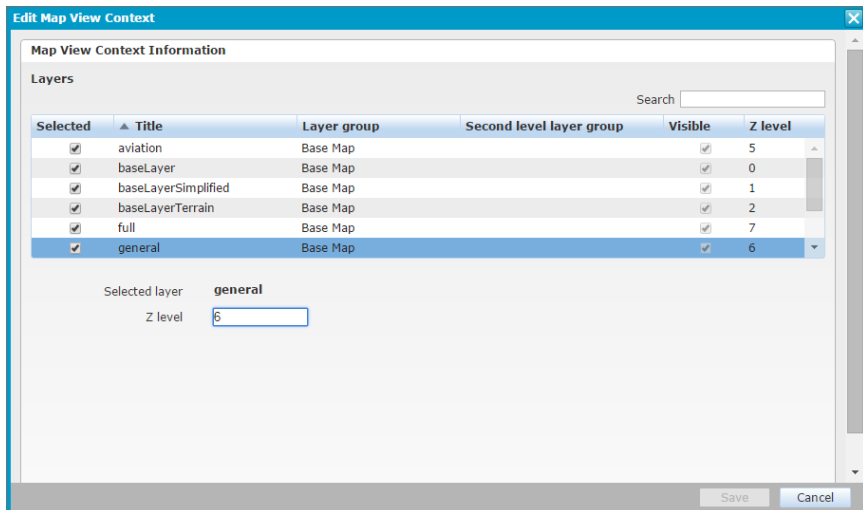 Edit Map View Context
Map View Context Information
Layers
Search
Selected Title Layer group Second level layer group Visible Z level
aviation Base Map 5
baseLayer Base Map 0
baseLayerSimplified Base Map 1
baseLayerTerrain Base Map 2
full Base Map 7
general Base Map 6
Selected layer general
Z level 6
Save Cancel